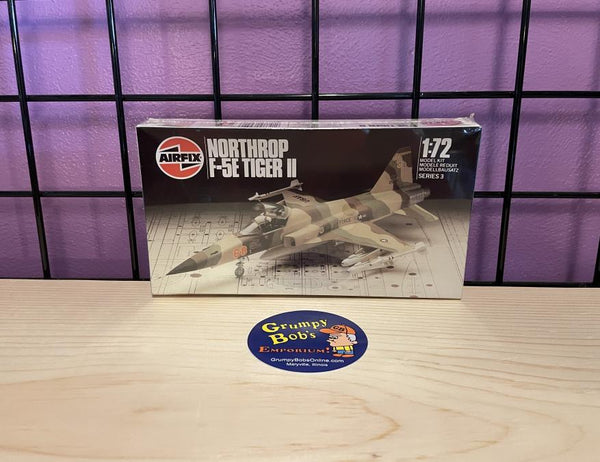 AIRFIX
NORTHROP
F-5E TIGER II
1:72
MODEL KIT
MODELE REDUIT
MODELLBAUSATZ
SERIES 3
Grumpy
Bob's
EMPORIUM!
GrumpyBobsOnline.com
Maryville, Illinois